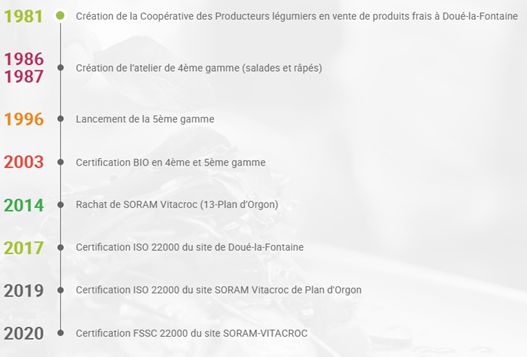 1981 Création de la Coopérative des Producteurs légumiers en vente de produits frais à Doué-la-Fontaine
1986
1987 Création de l'atelier de 4ème gamme (salades et râpés)
1996 Lancement de la 5ème gamme
2003 Certification BIO en 4ème et 5ème gamme
2014 Rachat de SORAM Vitacroc (13-Plan d'Orgon)
2017 Certification ISO 22000 du site de Doué-la-Fontaine
2019 Certification ISO 22000 du site SORAM Vitacroc de Plan d'Orgon
2020 Certification FSSC 22000 du site SORAM-VITACROC